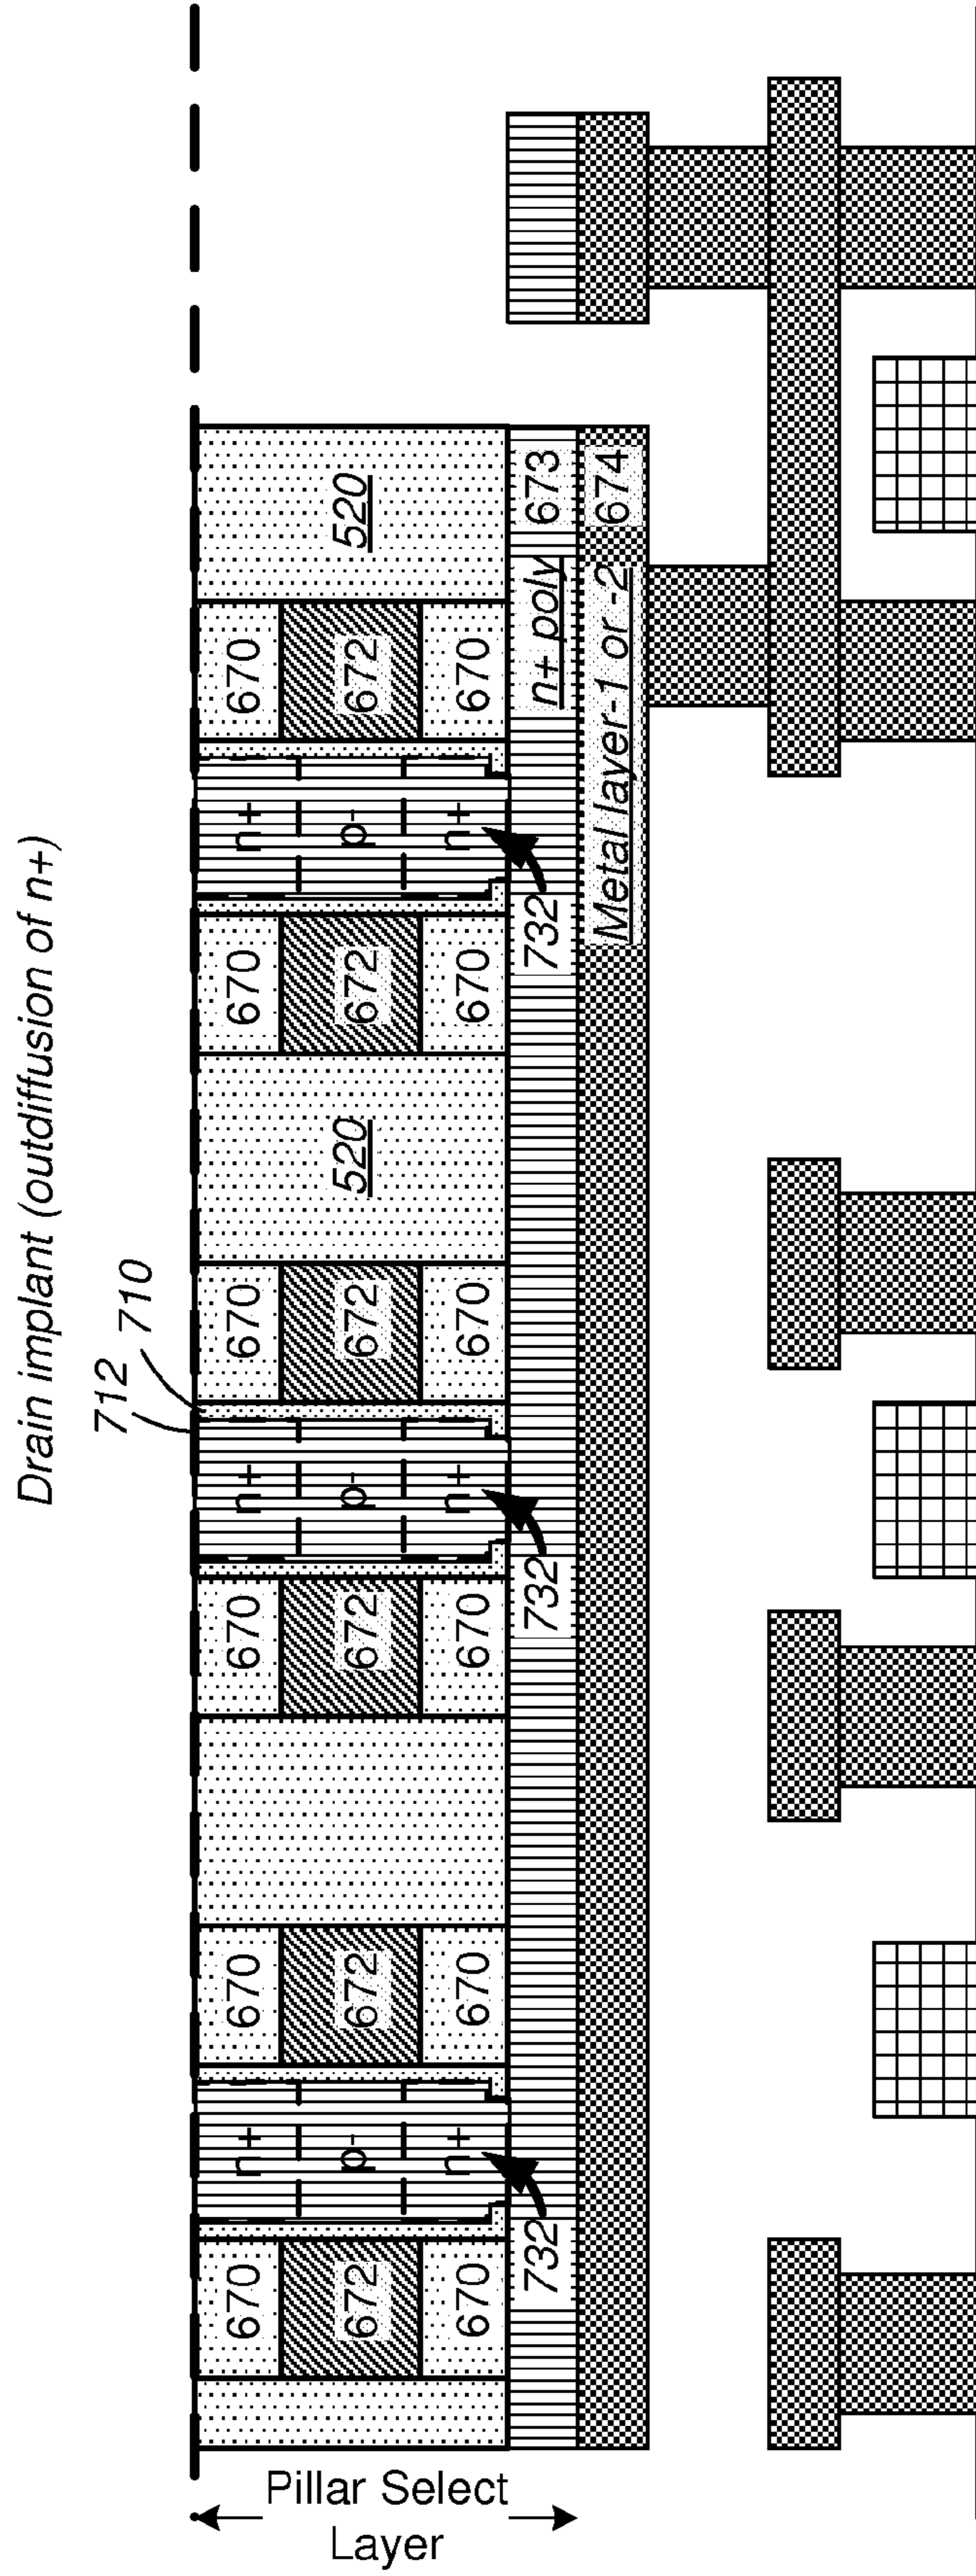 Drain implant (outdiffusion of n+)
712
710
670 n+ 670 670 n+ 670 670 n+ 670
672 p- 672 672 p- 672 520 672 p- 672 520
670 n+ 670 670 n+ 670 670 n+ 670
732 732 732 n+ poly 673
Metal layer-1 or -2 674
Pillar Select
Layer